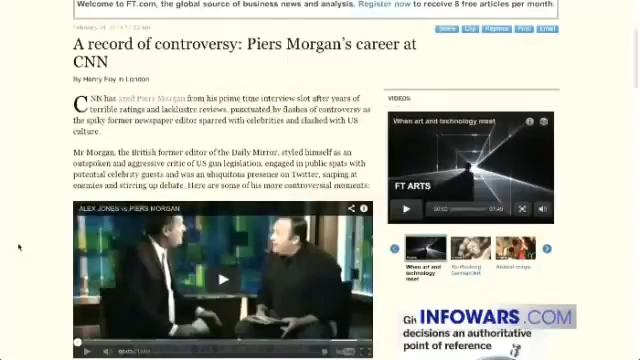 Welcome to FT.com, the global source of business news and analysis. Register now to receive 8 free articles per month.
A record of controversy: Piers Morgan's career at
CNN
By Henry Foy in London
Share Clip Reprints Print Email
CNN has axed Piers Morgan from his prime time interview slot after years of
terrible ratings and lacklustre reviews, punctuated by flashes of controversy as
the spiky former newspaper editor sparred with celebrities and clashed with US
culture.
Mr Morgan, the British former editor of the Daily Mirror, styled himself as an
outspoken and aggressive critic of US gun legislation, engaged in public spats with
potential celebrity guests and was an ubiquitous presence on Twitter, sniping at
enemies and stirring up debate. Here are some of his more controversial moments:
ALEX JONES vs PIERS MORGAN
VIDEOS
When art and technology meet
FT ARTS
When art and
technology
meet
INFOWARS.COM
decisions an authoritative
point of reference